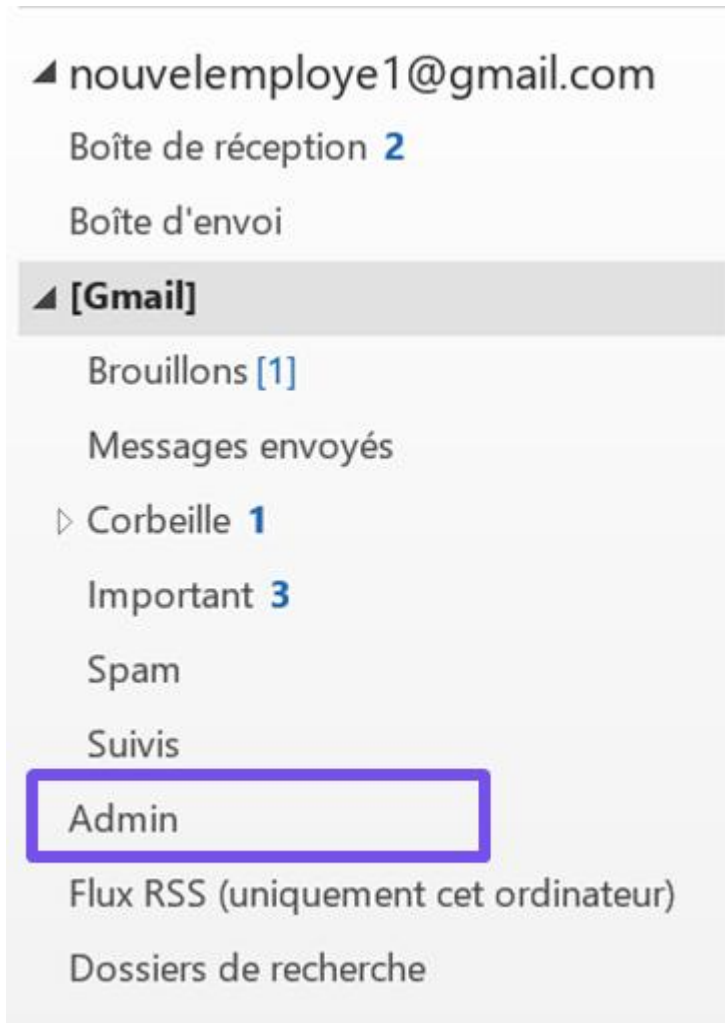 nouvelemploye1@gmail.com
Boîte de réception 2
Boîte d'envoi
[Gmail]
Brouillons [1]
Messages envoyés
Corbeille 1
Important 3
Spam
Suivis
Admin
Flux RSS (uniquement cet ordinateur)
Dossiers de recherche